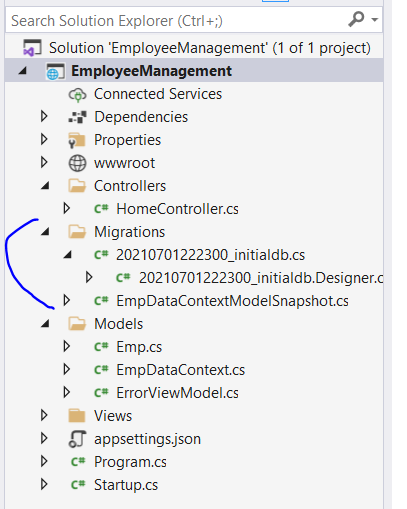 Search Solution Explorer (Ctrl+;)
Solution 'EmployeeManagement' (1 of 1 project)
EmployeeManagement
Connected Services
Dependencies
Properties
wwwroot
Controllers
C# HomeController.cs
Migrations
C# 20210701222300_initialdb.cs
C# 20210701222300_initialdb.Designer.c
C# EmpDataContextModelSnapshot.cs
Models
C# Emp.cs
C# EmpDataContext.cs
C# ErrorViewModel.cs
Views
appsettings.json
C# Program.cs
C# Startup.cs